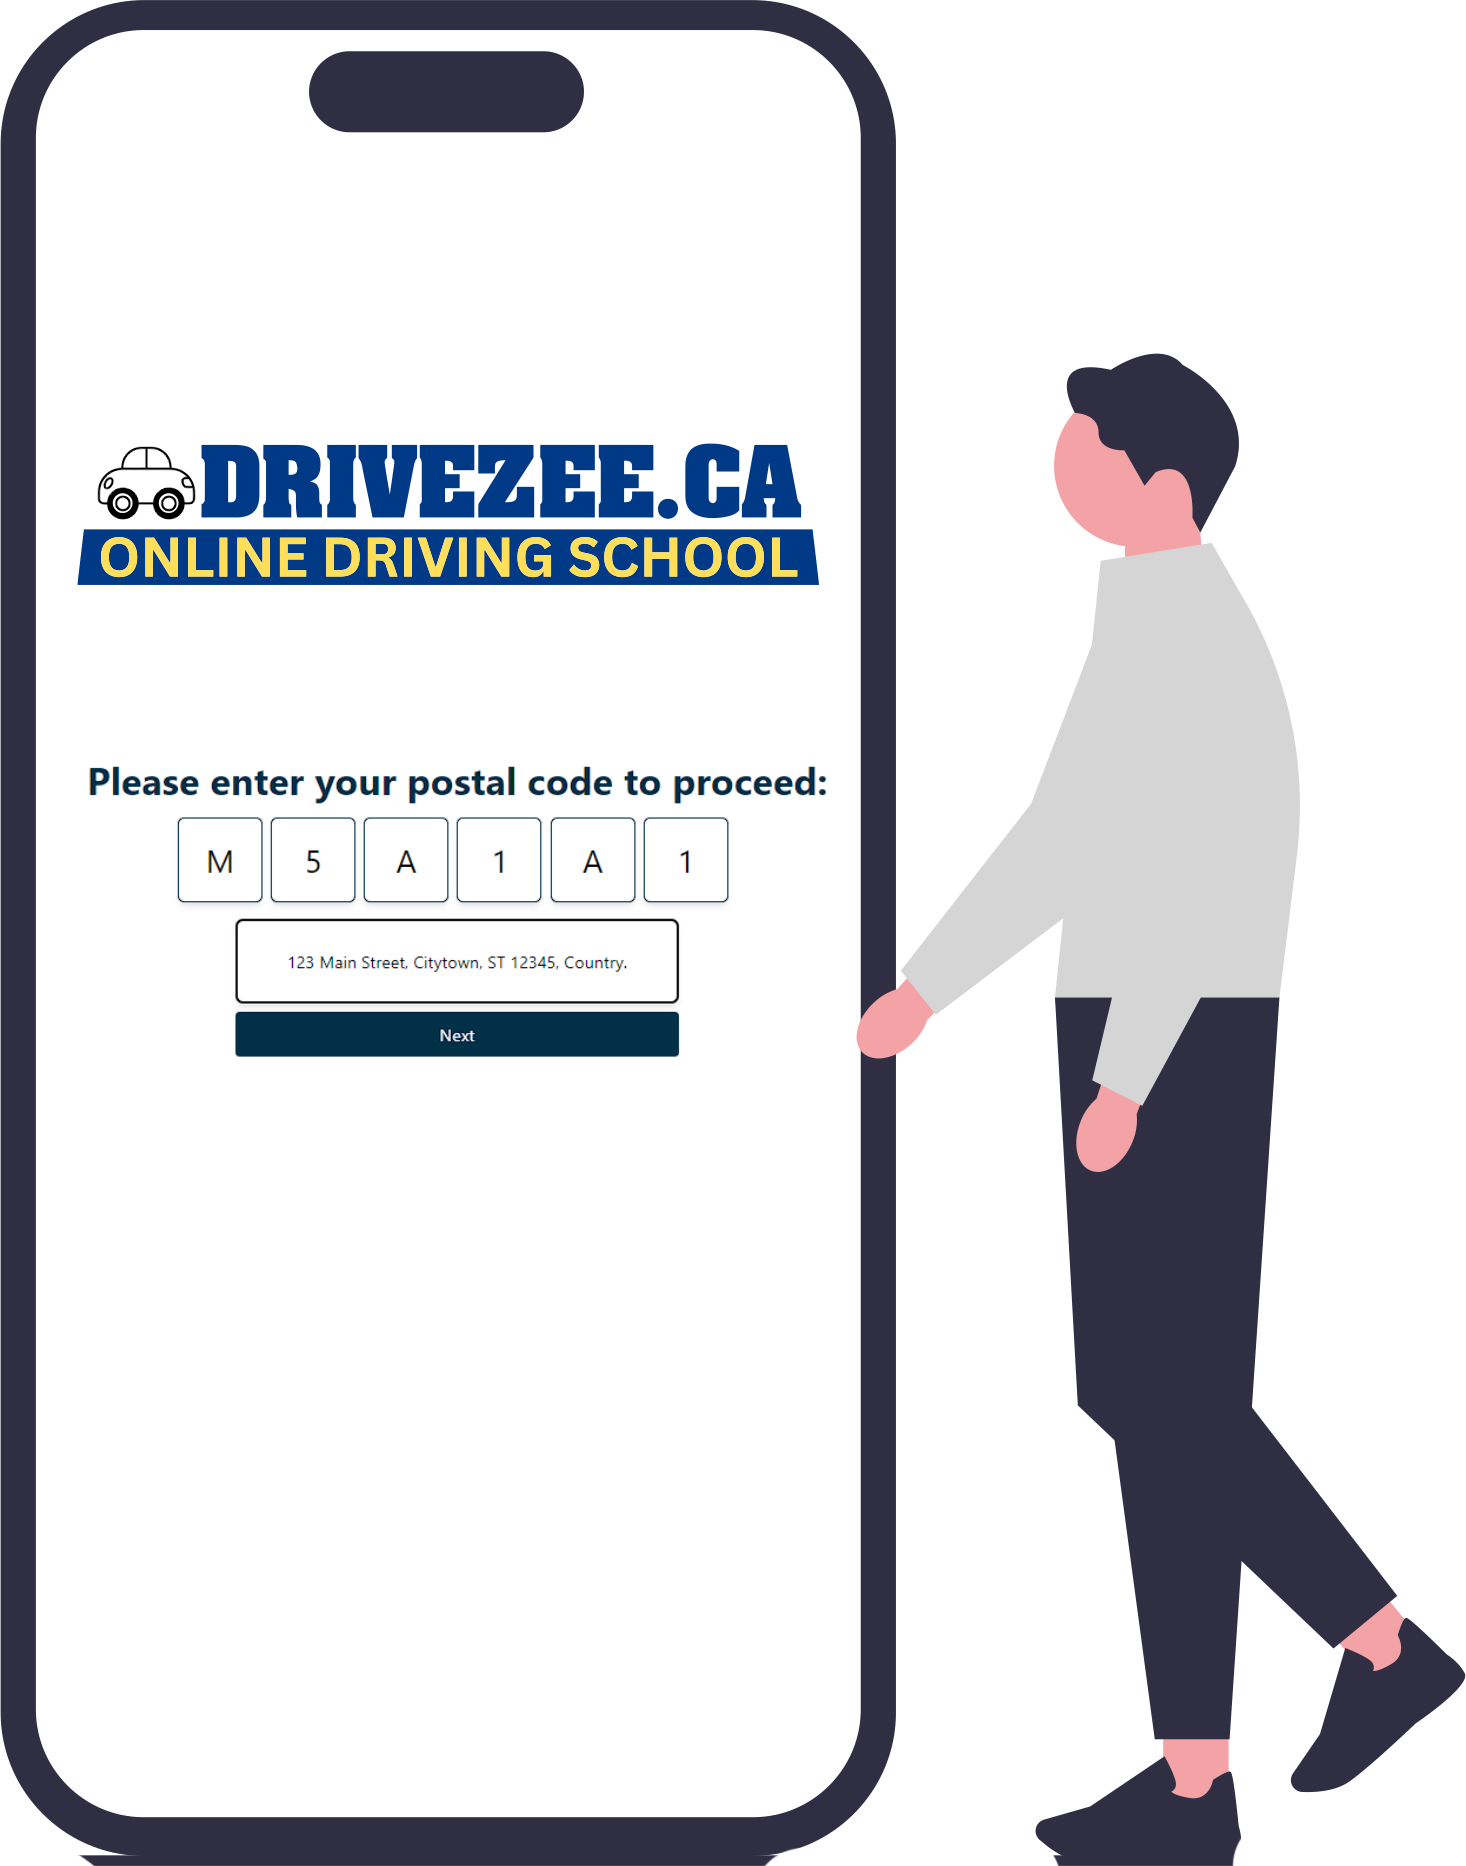 DRIVEZEE.CA
ONLINE DRIVING SCHOOL
Please enter your postal code to proceed:
M 5 A 1 A 1
123 Main Street, Citytown, ST 12345, Country.
Next